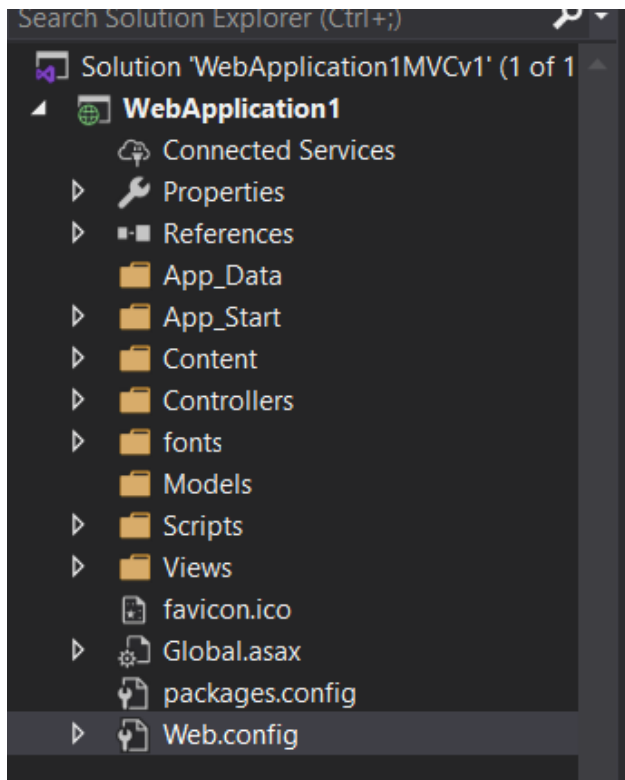 Search Solution Explorer (Ctrl+;)
Solution 'WebApplication1MVCv1' (1 of 1
WebApplication1
Connected Services
Properties
References
App_Data
App_Start
Content
Controllers
fonts
Models
Scripts
Views
favicon.ico
Global.asax
packages.config
Web.config